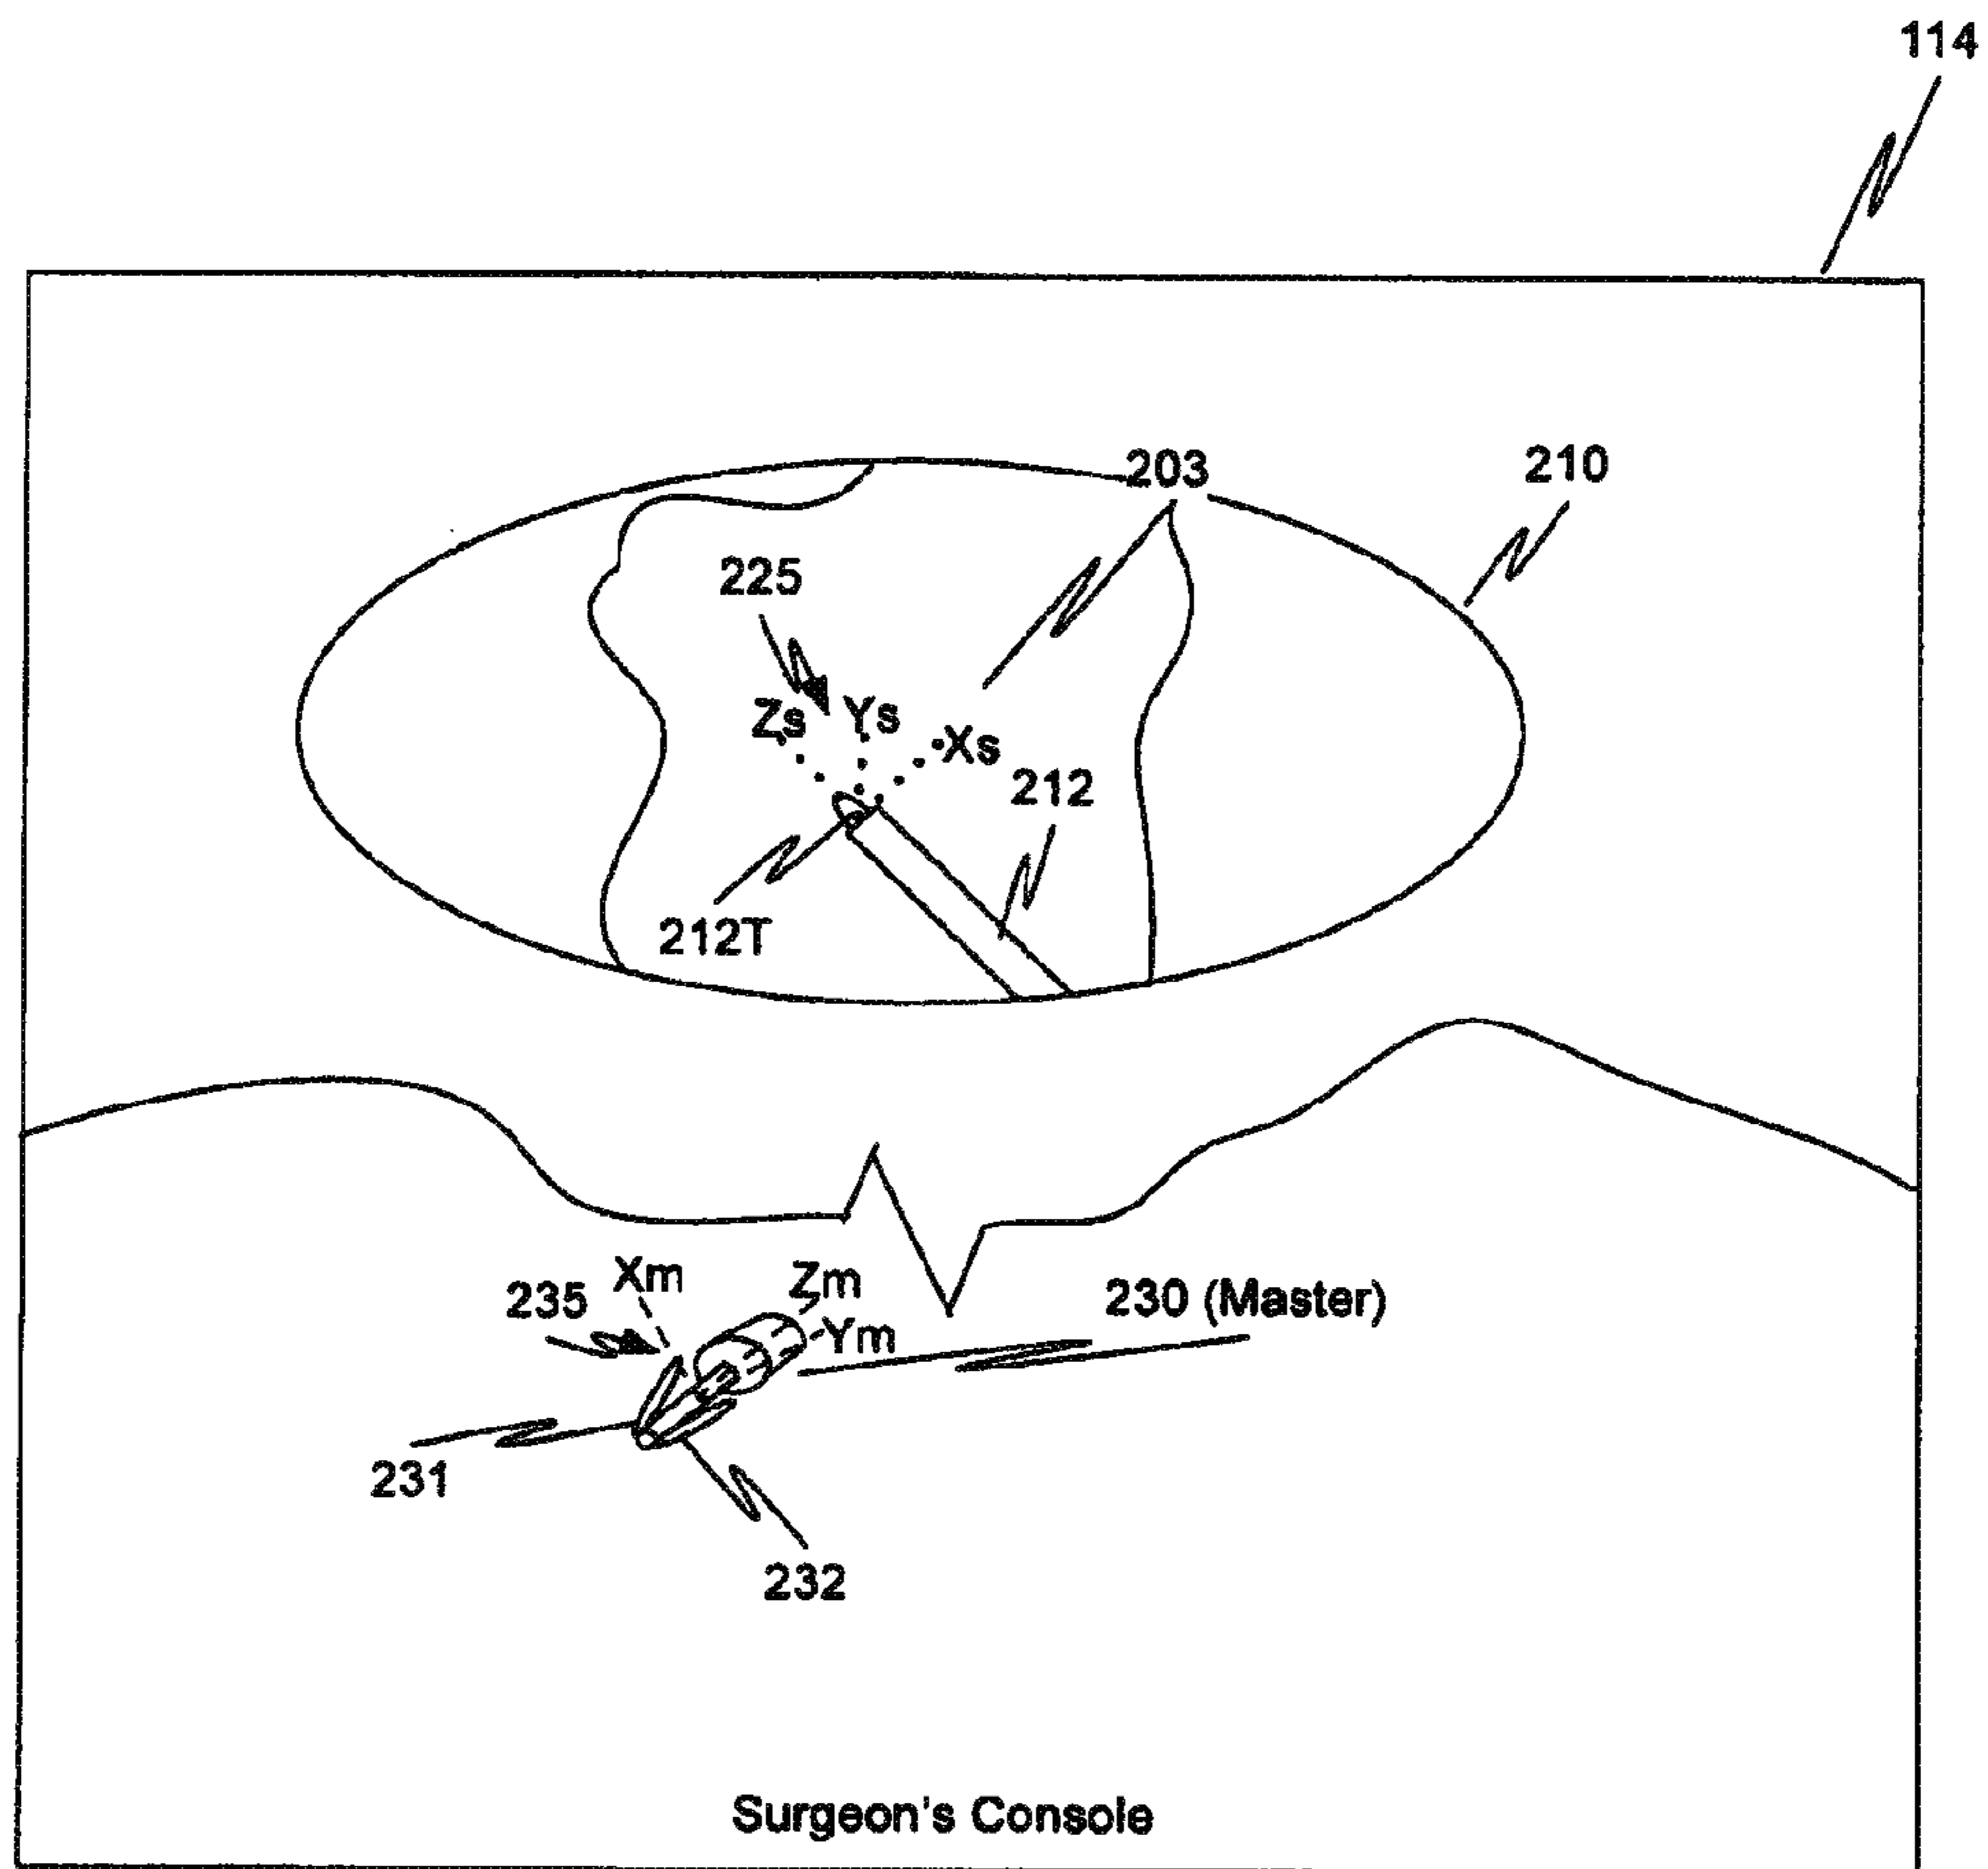 114
203
210
225
Zs
Ys
Xs
212
212T
Xm
Zm
235
230 (Master)
Ym
231
232
Surgeon's Console